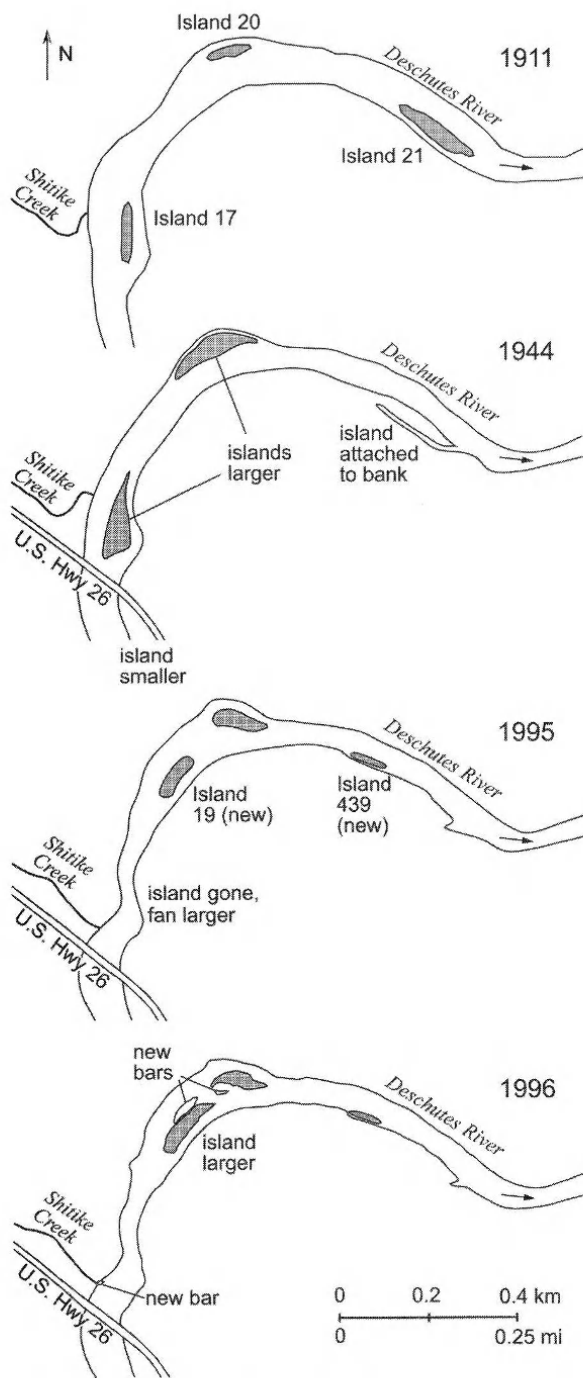 Island 20
N
1911
Deschutes River
Island 21
Shitike
Creek
Island 17
1944
Deschutes River
islands
larger
island
attached
to bank
Shitike
Creek
U.S. Hwy 26
island
smaller
1995
Deschutes River
Island
19 (new)
Island
439
(new)
Shitike
Creek
island gone,
fan larger
U.S. Hwy 26
new
bars
1996
Deschutes River
island
larger
Shitike
Creek
new bar
U.S. Hwy 26
0 0.2 0.4 km
0 0.25 mi